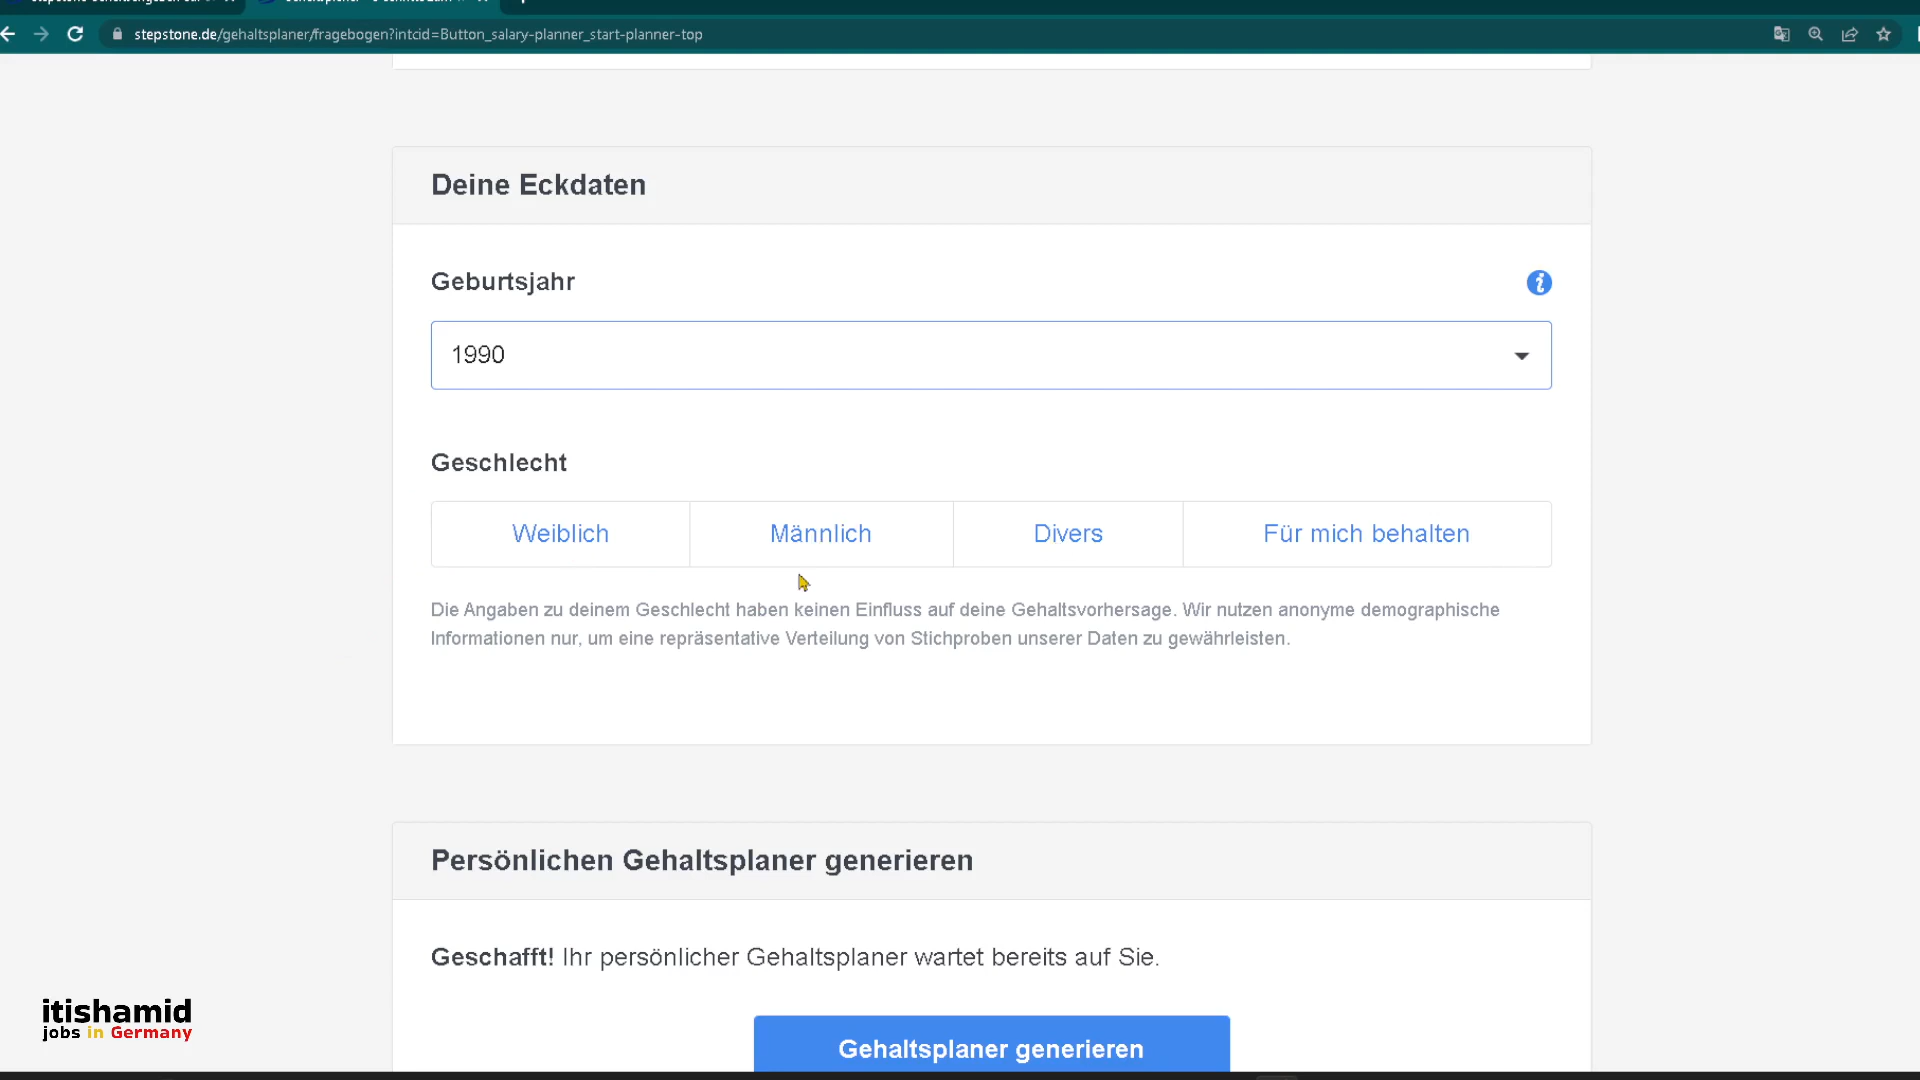 stepstone.de/gehaltsplaner/fragebogen?intcid=Button_salary-planner_start-planner-top
Deine Eckdaten
Geburtsjahr
1990
Geschlecht
Weiblich Männlich Divers Für mich behalten
Die Angaben zu deinem Geschlecht haben keinen Einfluss auf deine Gehaltsvorhersage. Wir nutzen anonyme demographische
Informationen nur, um eine repräsentative Verteilung von Stichproben unserer Daten zu gewährleisten.
Persönlichen Gehaltsplaner generieren
Geschafft! Ihr persönlicher Gehaltsplaner wartet bereits auf Sie.
Gehaltsplaner generieren
itishamid
jobs in Germany